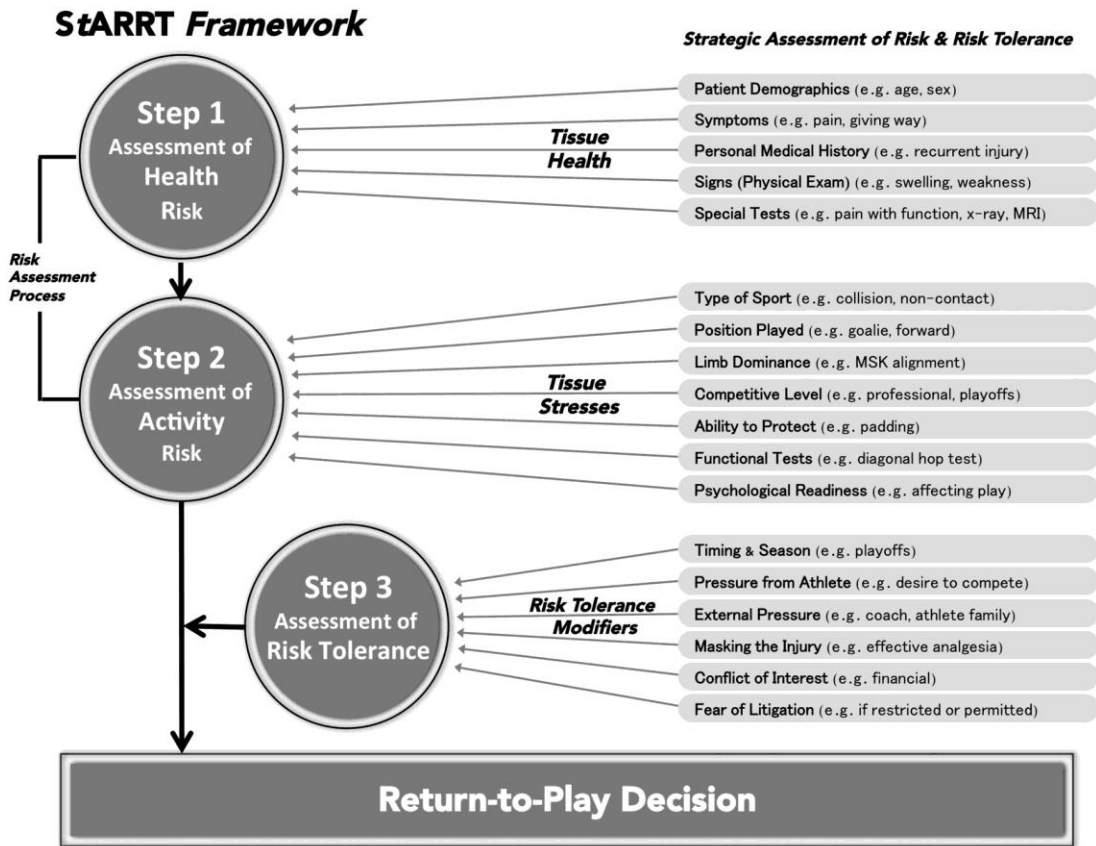 StARRT Framework
Strategic Assessment of Risk & Risk Tolerance
Step 1
Assessment of
Health
Risk
Tissue
Health
Patient Demographics (e.g. age, sex)
Symptoms (e.g. pain, giving way)
Personal Medical History (e.g. recurrent injury)
Signs (Physical Exam) (e.g. swelling, weakness)
Special Tests (e.g. pain with function, x-ray, MRI)
Risk
Assessment
Process
Step 2
Assessment of
Activity
Risk
Tissue
Stresses
Type of Sport (e.g. collision, non-contact)
Position Played (e.g. goalie, forward)
Limb Dominance (e.g. MSK alignment)
Competitive Level (e.g. professional, playoffs)
Ability to Protect (e.g. padding)
Functional Tests (e.g. diagonal hop test)
Psychological Readiness (e.g. affecting play)
Step 3
Assessment of
Risk Tolerance
Risk Tolerance
Modifiers
Timing & Season (e.g. playoffs)
Pressure from Athlete (e.g. desire to compete)
External Pressure (e.g. coach, athlete family)
Masking the Injury (e.g. effective analgesia)
Conflict of Interest (e.g. financial)
Fear of Litigation (e.g. if restricted or permitted)
Return-to-Play Decision